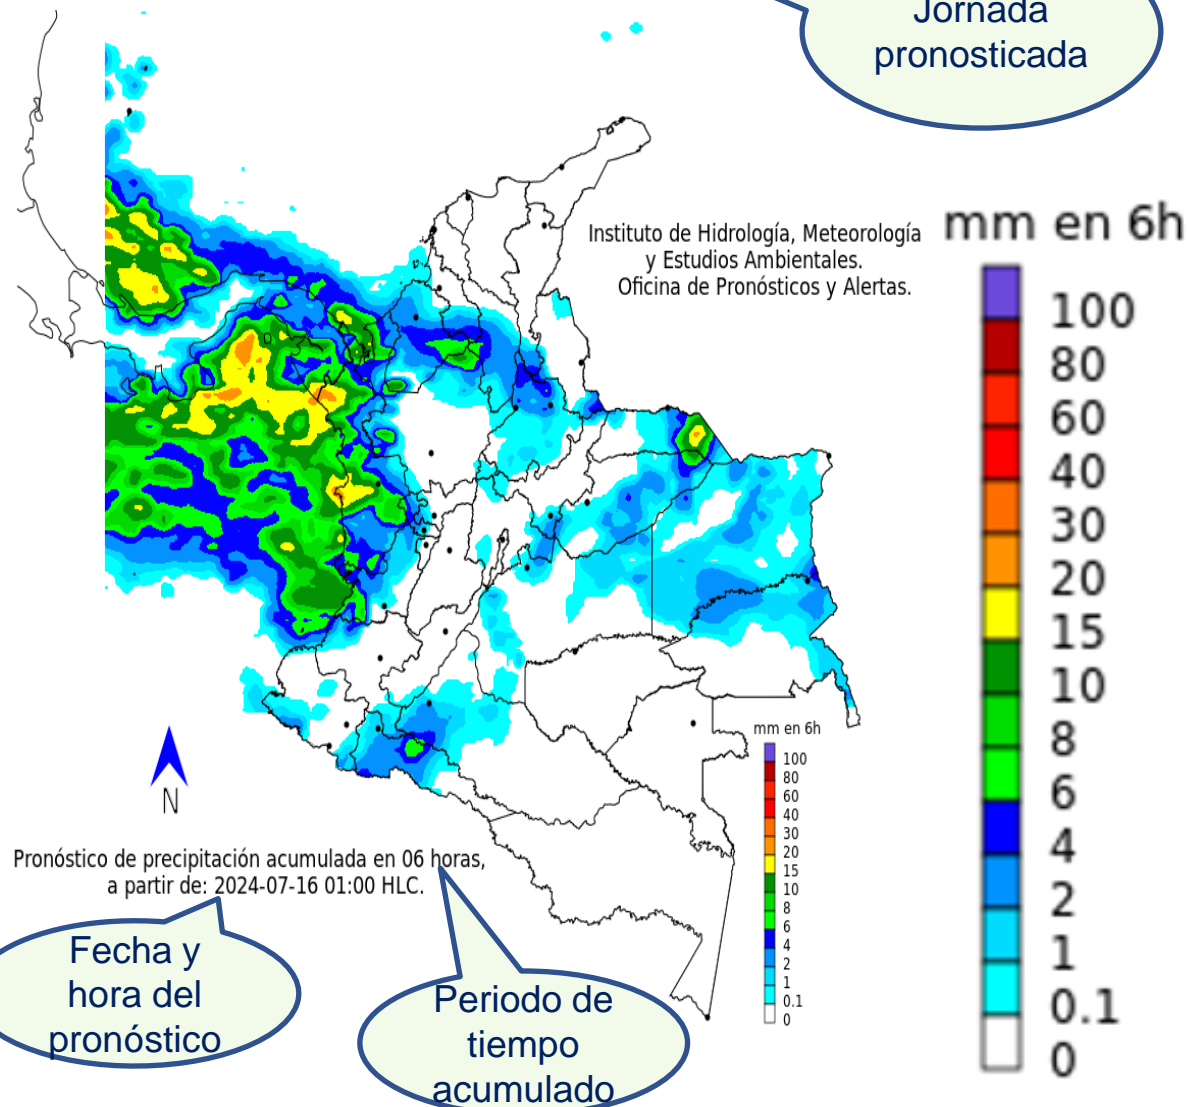 Jornada
pronosticada
Instituto de Hidrología, Meteorología
y Estudios Ambientales.
Oficina de Pronósticos y Alertas.
mm en 6h
100
80
60
40
30
20
15
10
8
6
4
2
1
0.1
0
mm en 6h
100
80
60
40
30
20
15
10
8
6
4
2
1
0.1
0
N
Pronóstico de precipitación acumulada en 06 horas,
a partir de: 2024-07-16 01:00 HLC.
Fecha y
hora del
pronóstico
Periodo de
tiempo
acumulado